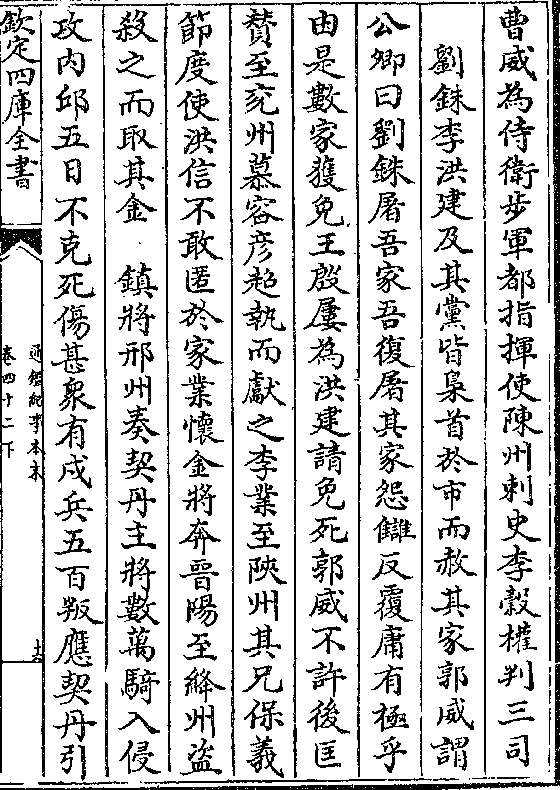 曹威為侍衛步軍都指揮使陳州刺史李穀權判三司
劉銖李洪建及其黨皆梟首於市而赦其家郭威謂
公卿曰劉銖屠吾家吾復屠其家怨讎反覆庸有極乎
由是數家獲免王殷屢為洪建請免死郭威不許後匡
贊至兖州慕容彦超執而獻之李業至陝州其兄保義
節度使洪信不敢匿於家業懷金將奔晉陽至絳州盜
殺之而取其金 鎮將邢州奏契丹主將數萬騎入侵
攻内邱五日不克死傷甚衆有戍兵五百叛應契丹引
欽定四庫全書
通鑑紀事本末
卷四十二下